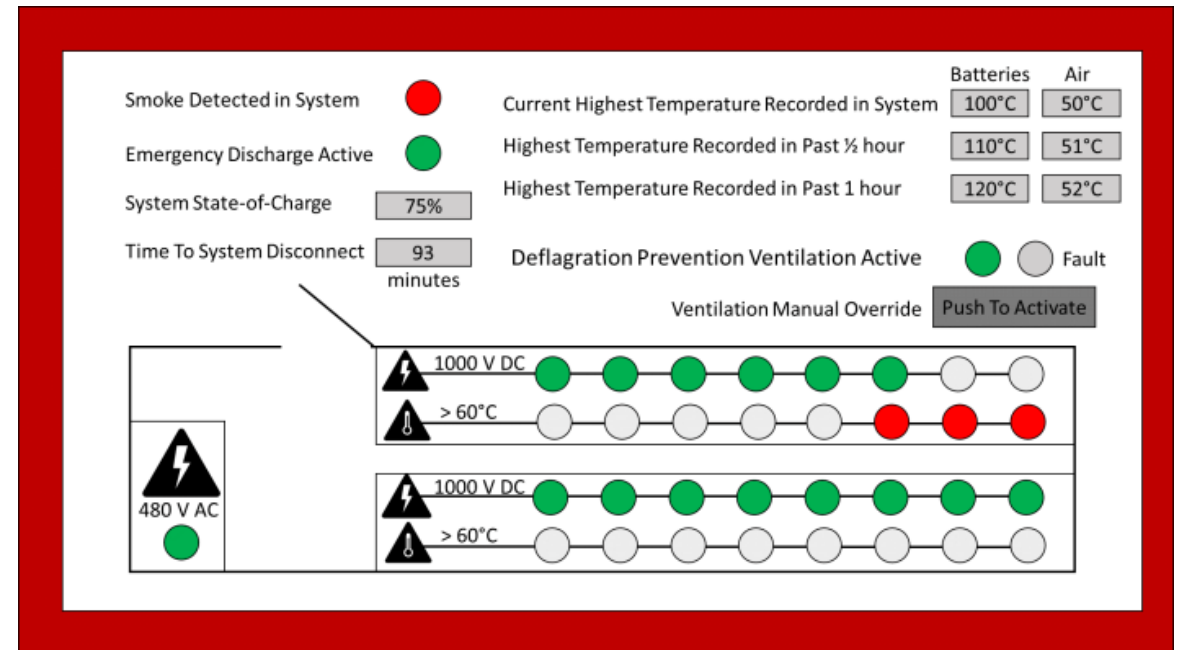 Batteries Air
Smoke Detected in System
Current Highest Temperature Recorded in System 100°C 50°C
Emergency Discharge Active
Highest Temperature Recorded in Past ½ hour 110°C 51°C
System State-of-Charge 75%
Highest Temperature Recorded in Past 1 hour 120°C 52°C
Time To System Disconnect 93
minutes
Deflagration Prevention Ventilation Active Fault
Ventilation Manual Override Push To Activate
1000 V DC
> 60°C
480 V AC
1000 V DC
> 60°C